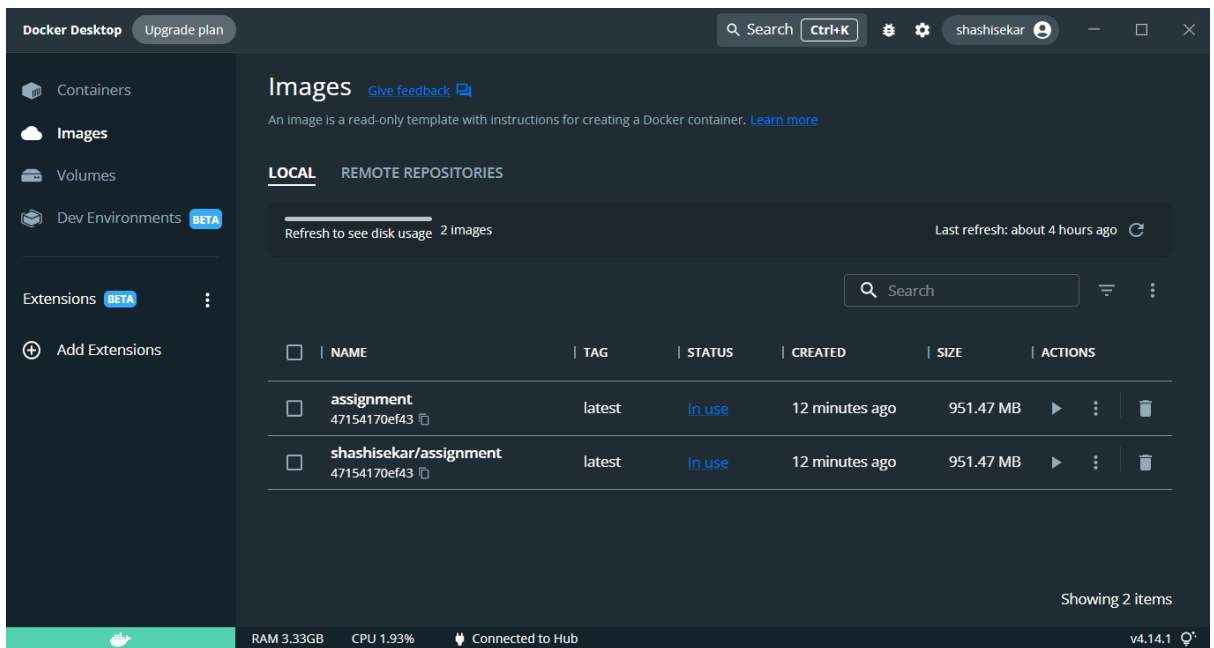 Docker Desktop Upgrade plan Search Ctrl+K shashisekar
Containers
Images
Volumes
Dev Environments BETA
Extensions BETA
Add Extensions
Images Give feedback
An image is a read-only template with instructions for creating a Docker container. Learn more
LOCAL REMOTE REPOSITORIES
Refresh to see disk usage 2 images Last refresh: about 4 hours ago
Search
NAME TAG STATUS CREATED SIZE ACTIONS
assignment latest In use 12 minutes ago 951.47 MB
47154170ef43
shashisekar/assignment latest In use 12 minutes ago 951.47 MB
47154170ef43
Showing 2 items
RAM 3.33GB CPU 1.93% Connected to Hub v4.14.1